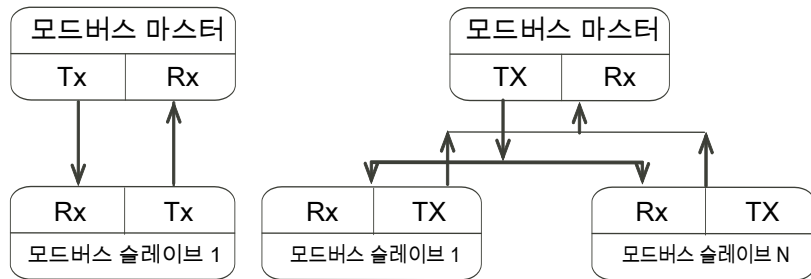 모드버스 마스터
Tx Rx
Rx Tx
모드버스 슬레이브 1
모드버스 마스터
TX Rx
Rx TX
모드버스 슬레이브 1
Rx TX
모드버스 슬레이브 N